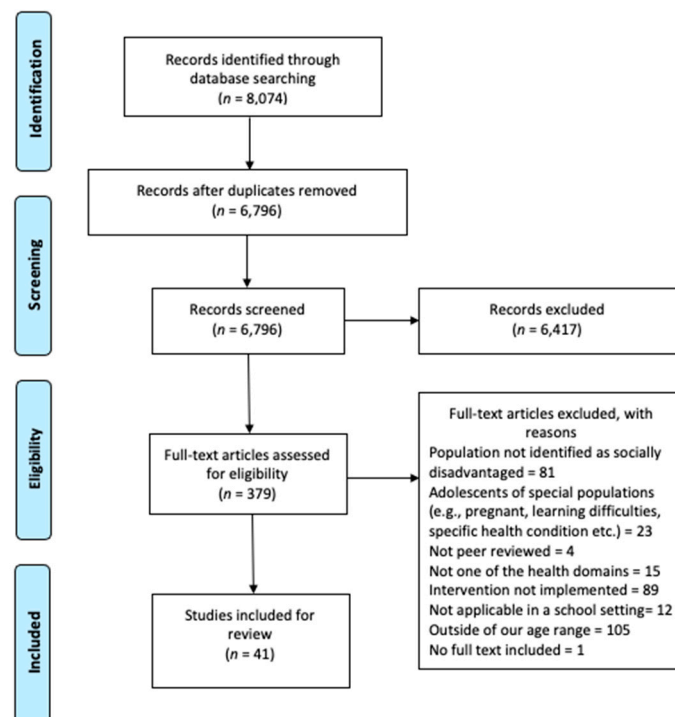 Identification
Records identified through
database searching
(n = 8,074)
Records after duplicates removed
(n = 6,796)
Screening
Records screened
(n = 6,796)
Records excluded
(n = 6,417)
Eligibility
Full-text articles assessed
for eligibility
(n = 379)
Full-text articles excluded, with
reasons
Population not identified as socially
disadvantaged = 81
Adolescents of special populations
(e.g., pregnant, learning difficulties,
specific health condition etc.) = 23
Not peer reviewed = 4
Not one of the health domains = 15
Intervention not implemented = 89
Not applicable in a school setting= 12
Outside of our age range = 105
No full text included = 1
Included
Studies included for
review
(n = 41)